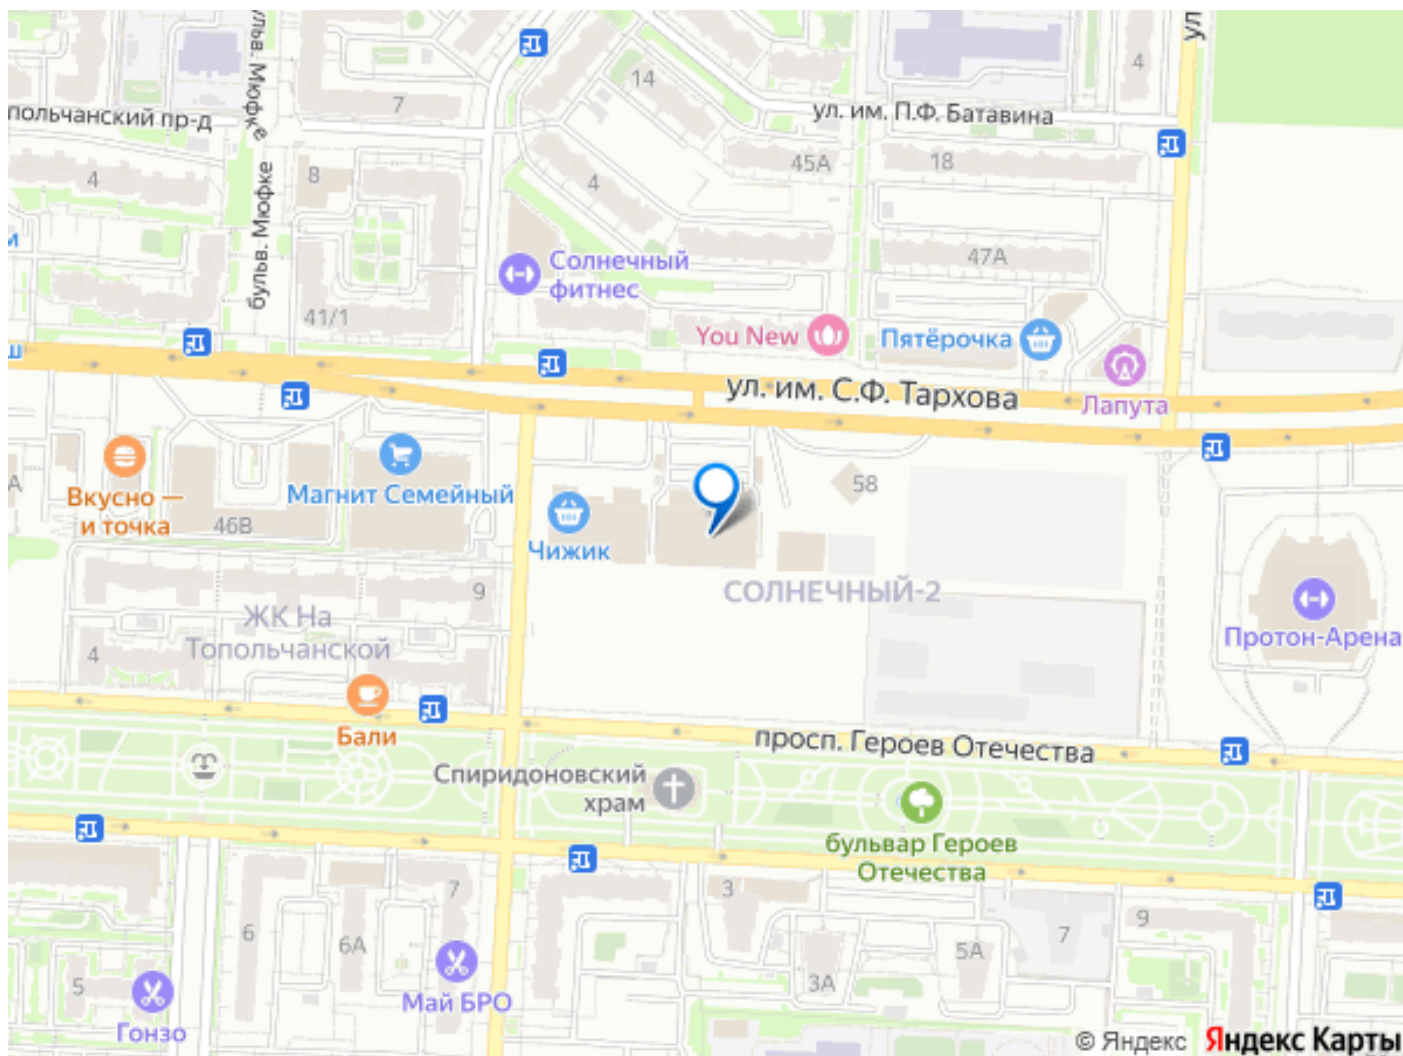 ульв. Мюфке
ул
7
14
4
польчанский пр-д
ул. им. П.Ф. Батавина
4
8
бульв. Мюфке
4
45А
18
47А
м
Солнечный
фитнес
41/1
You New
Пятёрочка
ш
ул. им. С.Ф. Тархова
Лапута
А
Вкусно —
и точка
46В
Магнит Семейный
Чижик
58
9
СОЛНЕЧНЫЙ-2
ЖК На
Топольчанской
4
Протон-Арена
Бали
просп. Героев Отечества
Спиридоновский
храм
бульвар Героев
Отечества
7
3
6
6А
9
7
5А
5
3А
Май БРО
Гонзо
© Яндекс Яндекс Карты